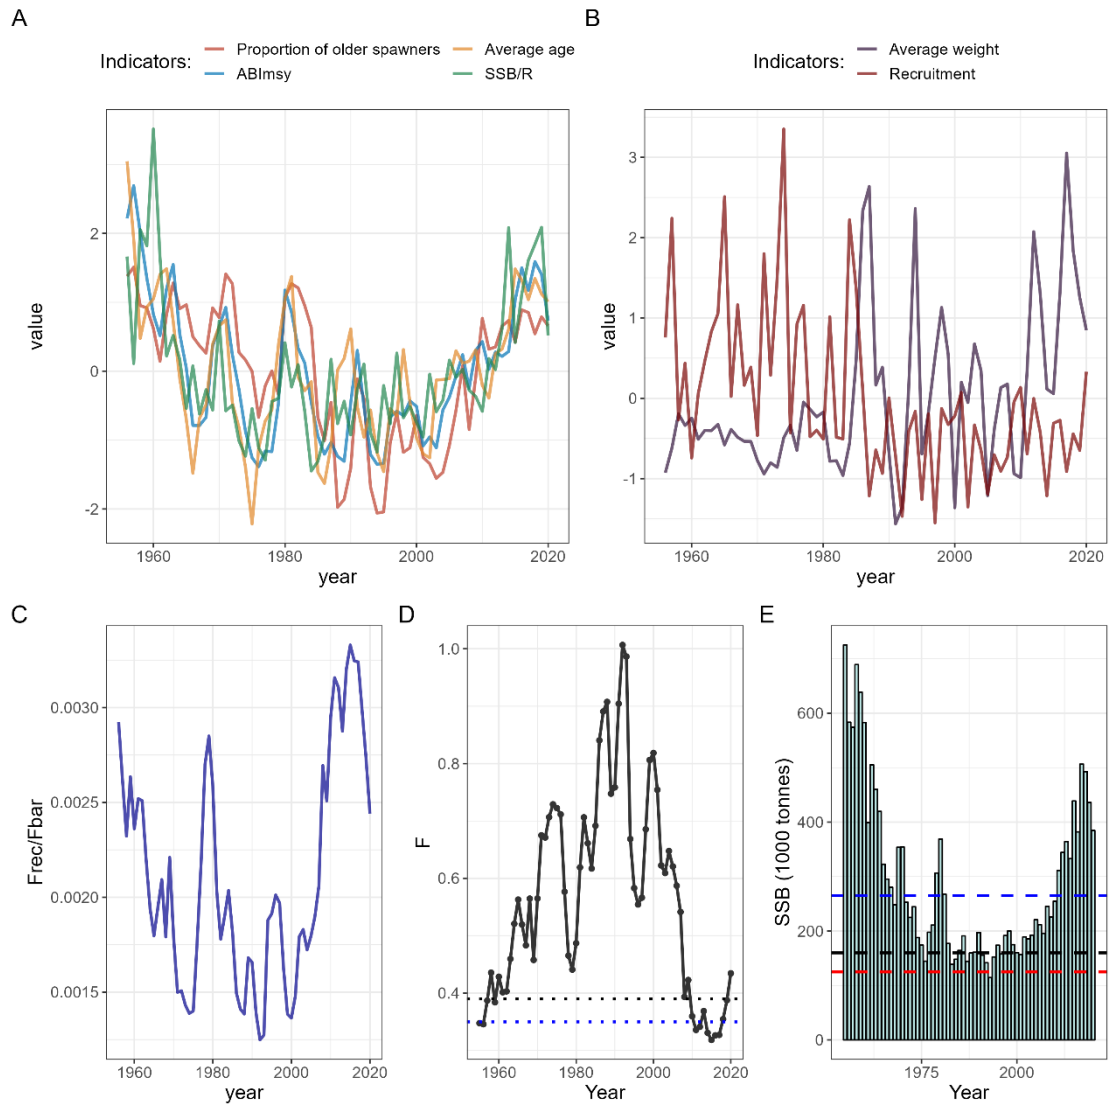 A
Indicators:
Proportion of older spawners
Average age
ABImsy
SSB/R
value
2
0
-2
1960
1980
2000
2020
year
B
Indicators:
Average weight
Recruitment
value
3
2
1
0
-1
1960
1980
2000
2020
year
C
Frec/Fbar
0.0030
0.0025
0.0020
0.0015
1960
1980
2000
2020
year
D
F
1.0
0.8
0.6
0.4
1960
1980
2000
2020
Year
E
SSB (1000 tonnes)
600
400
200
0
1975
2000
Year